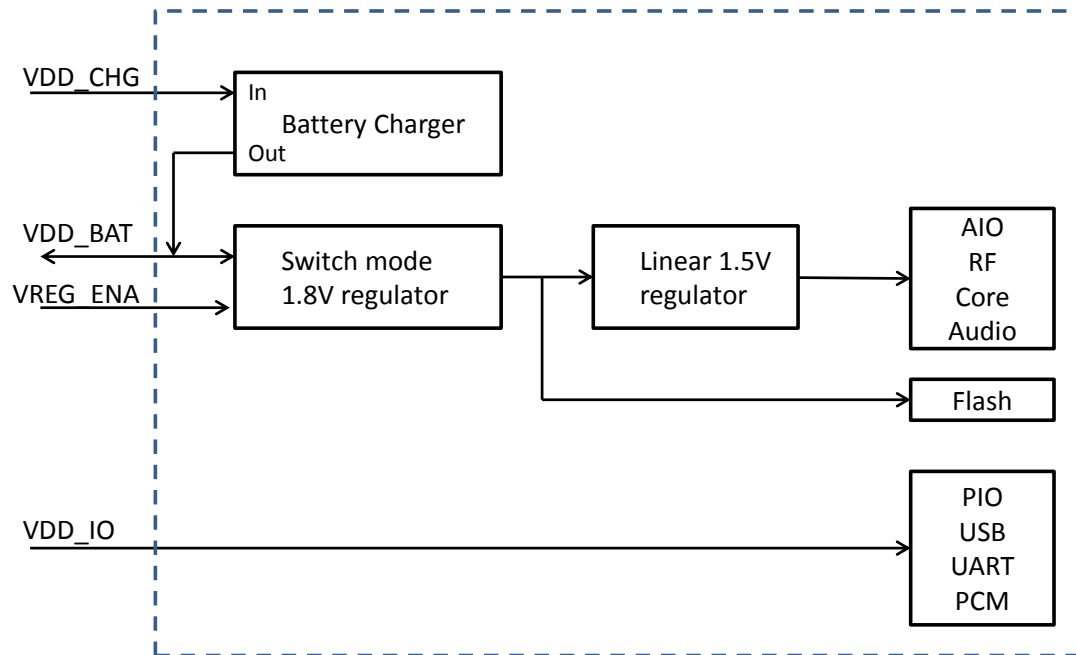 VDD_CHG
In
Battery Charger
Out
VDD_BAT
VREG_ENA
Switch mode
1.8V regulator
Linear 1.5V
regulator
AIO
RF
Core
Audio
Flash
VDD_IO
PIO
USB
UART
PCM